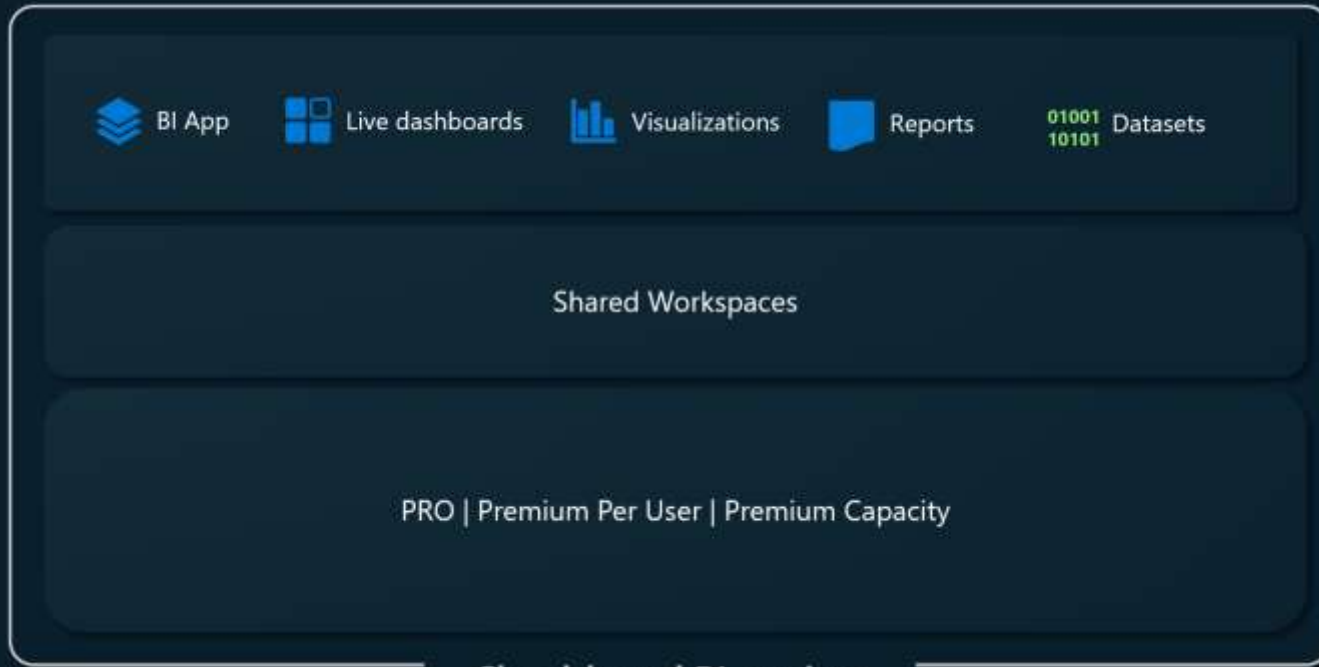 BI App Live dashboards Visualizations Reports 01001 Datasets
10101
Shared Workspaces
PRO | Premium Per User | Premium Capacity